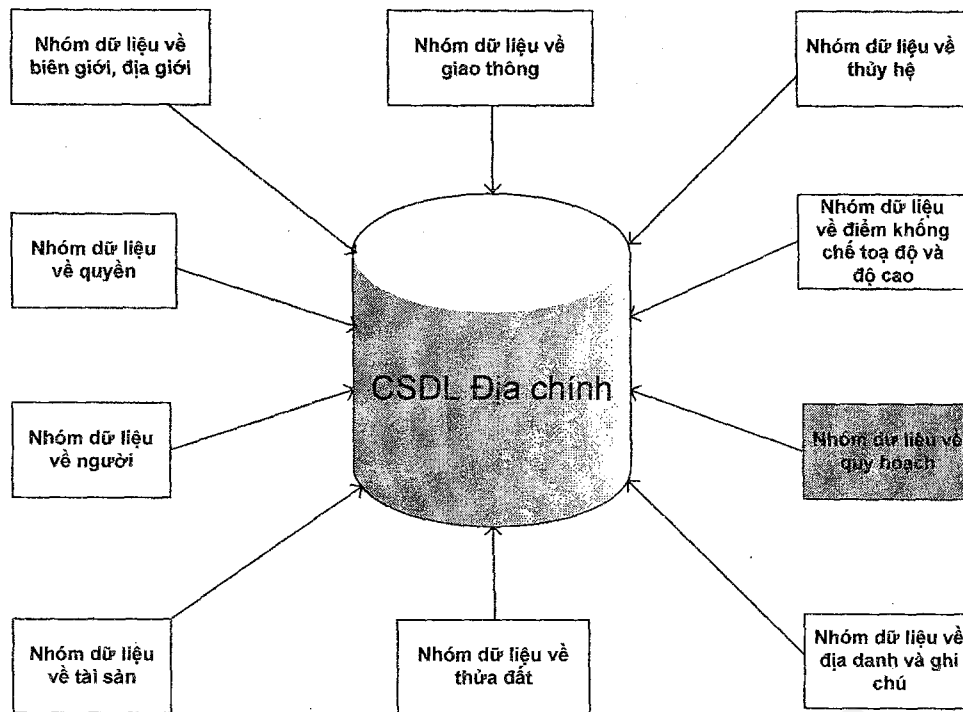 Nhóm dữ liệu về
biên giới, địa giới
Nhóm dữ liệu về
giao thông
Nhóm dữ liệu về
thủy hệ
Nhóm dữ liệu
về quyền
Nhóm dữ liệu
về điểm khống
chế toạ độ và
độ cao
CSDL Địa chính
Nhóm dữ liệu
về người
Nhóm dữ liệu về
quy hoạch
Nhóm dữ liệu
về tài sản
Nhóm dữ liệu về
thửa đất
Nhóm dữ liệu về
địa danh và ghi
chú